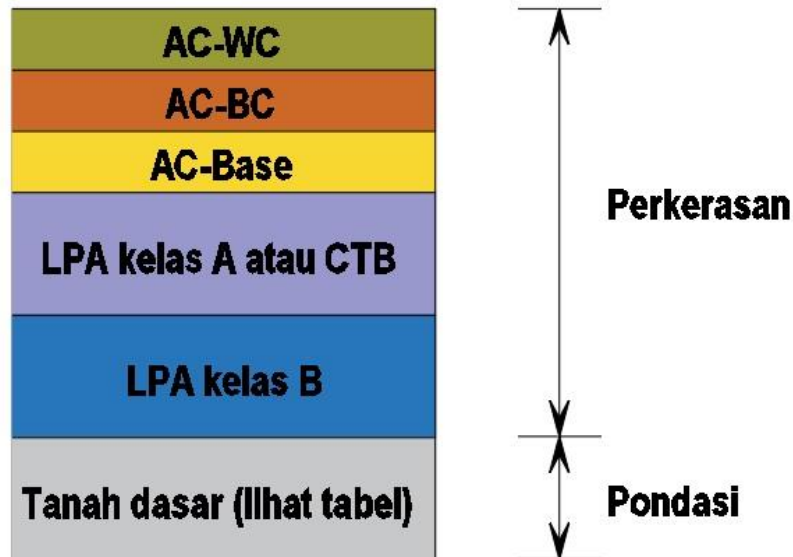 AC-WC
AC-BC
AC-Base
LPA kelas A atau CTB
LPA kelas B
Tanah dasar (lihat tabel)
Perkerasan
Pondasi